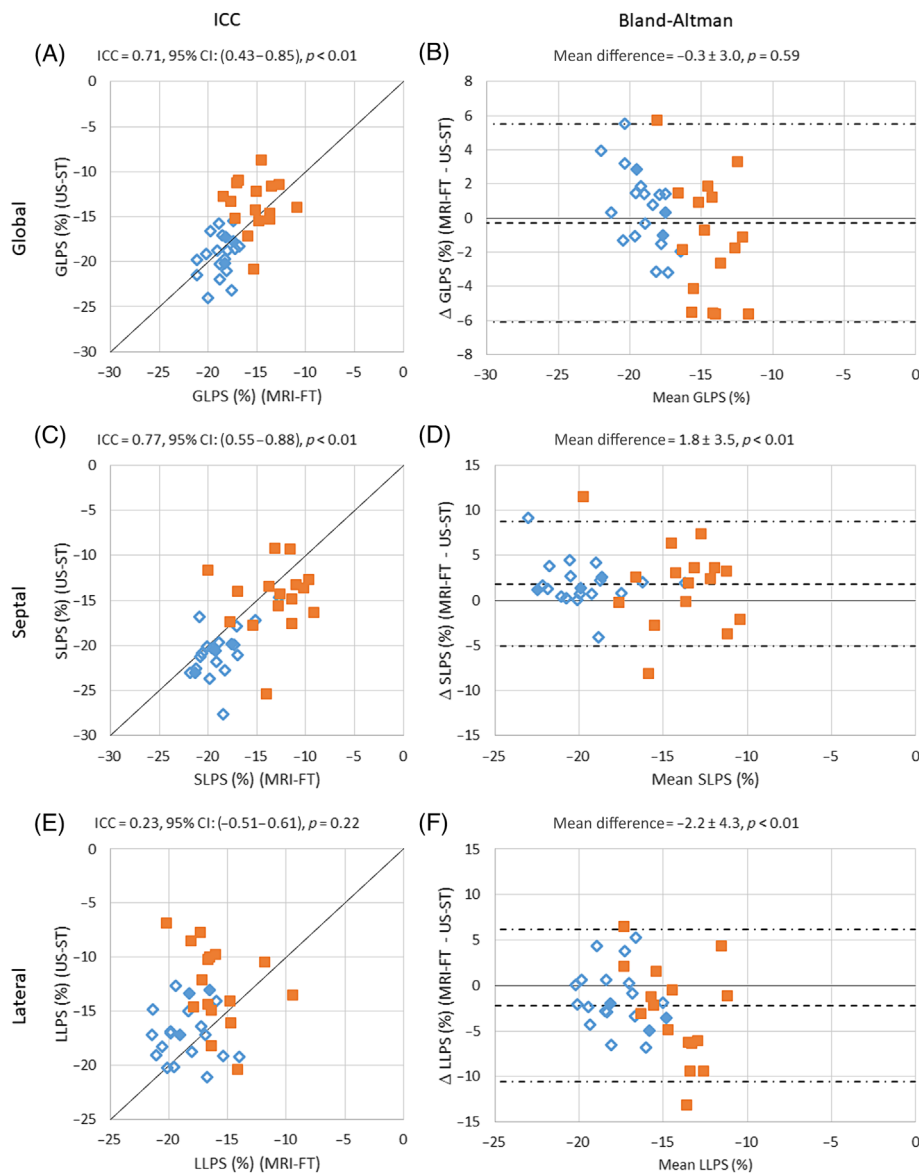 ICC
Bland-Altman
(A)
ICC = 0.71, 95% CI: (0.43–0.85), p < 0.01
Global
GLPS (%) (US-ST)
0
−5
−10
−15
−20
−25
−30
−30 −25 −20 −15 −10 −5 0
GLPS (%) (MRI-FT)
(B)
Mean difference = −0.3 ± 3.0, p = 0.59
Δ GLPS (%) (MRI-FT - US-ST)
8
6
4
2
0
−2
−4
−6
−8
−25 −20 −15 −10 −5 0
Mean GLPS (%)
(C)
ICC = 0.77, 95% CI: (0.55–0.88), p < 0.01
Septal
SLPS (%) (US-ST)
0
−5
−10
−15
−20
−25
−30
−30 −25 −20 −15 −10 −5 0
SLPS (%) (MRI-FT)
(D)
Mean difference = 1.8 ± 3.5, p < 0.01
Δ SLPS (%) (MRI-FT - US-ST)
15
10
5
0
−5
−10
−15
−25 −20 −15 −10 −5 0
Mean SLPS (%)
(E)
ICC = 0.23, 95% CI: (−0.51–0.61), p = 0.22
Lateral
LLPS (%) (US-ST)
0
−5
−10
−15
−20
−25
−25 −20 −15 −10 −5 0
LLPS (%) (MRI-FT)
(F)
Mean difference = −2.2 ± 4.3, p < 0.01
Δ LLPS (%) (MRI-FT - US-ST)
15
10
5
0
−5
−10
−15
−25 −20 −15 −10 −5 0
Mean LLPS (%)